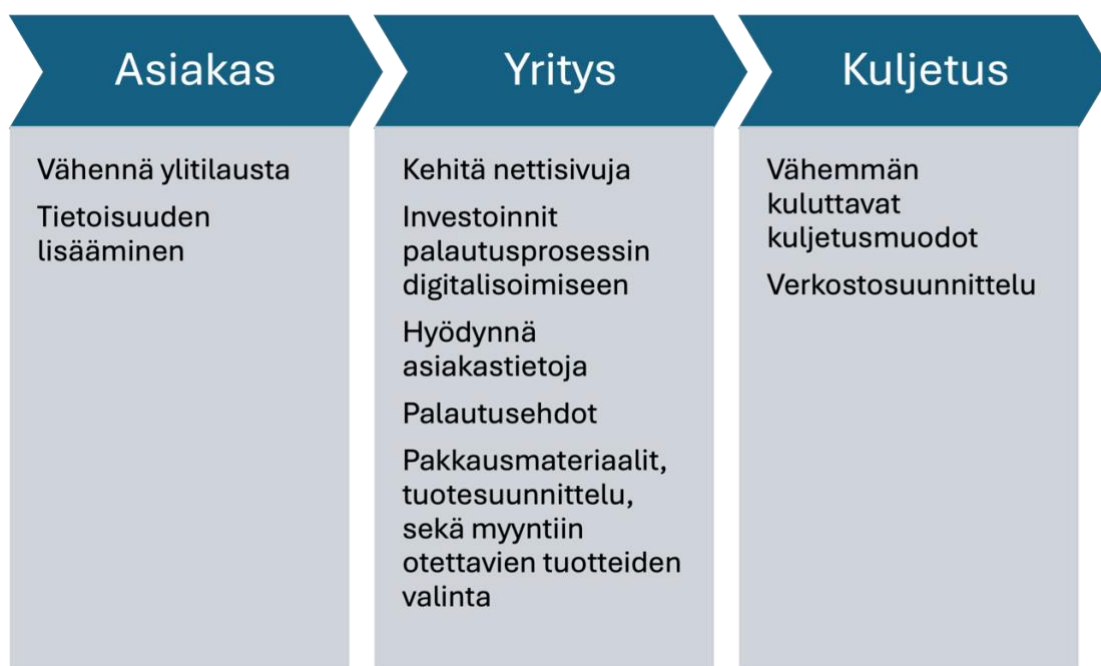 Asiakas
Vähennä ylitilausta
Tietoisuuden
lisääminen
Yritys
Kehitä nettisivuja
Investoinnit
palautusprosessin
digitalisoimiseen
Hyödynnä
asiakastietoja
Palautusehdot
Pakkausmateriaalit,
tuotesuunnittelu,
sekä myyntiin
otettavien tuotteiden
valinta
Kuljetus
Vähemmän
kuluttavat
kuljetusmuodot
Verkostosuunnittelu